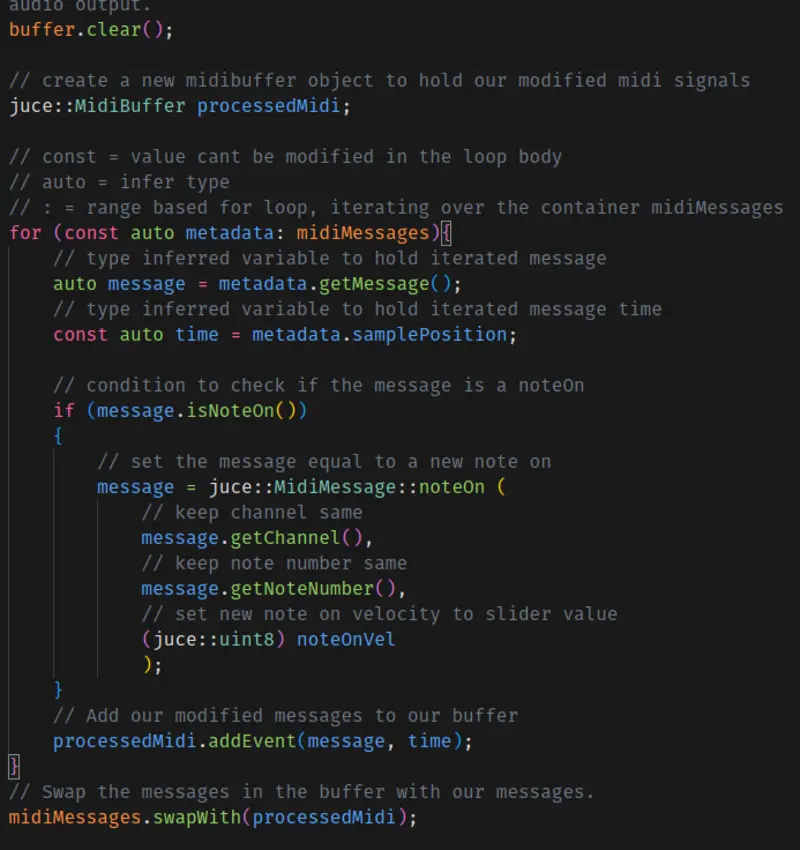 audio output.
buffer.clear();
// create a new midibuffer object to hold our modified midi signals
juce::MidiBuffer processedMidi;
// const = value cant be modified in the loop body
// auto = infer type
// : = range based for loop, iterating over the container midiMessages
for (const auto metadata: midiMessages){
    // type inferred variable to hold iterated message
    auto message = metadata.getMessage();
    // type inferred variable to hold iterated message time
    const auto time = metadata.samplePosition;
    // condition to check if the message is a noteOn
    if (message.isNoteOn())
    {
        // set the message equal to a new note on
        message = juce::MidiMessage::noteOn (
            // keep channel same
            message.getChannel(),
            // keep note number same
            message.getNoteNumber(),
            // set new note on velocity to slider value
            (juce::uint8) noteOnVel
            );
    }
    // Add our modified messages to our buffer
    processedMidi.addEvent(message, time);
}
// Swap the messages in the buffer with our messages.
midiMessages.swapWith(processedMidi);